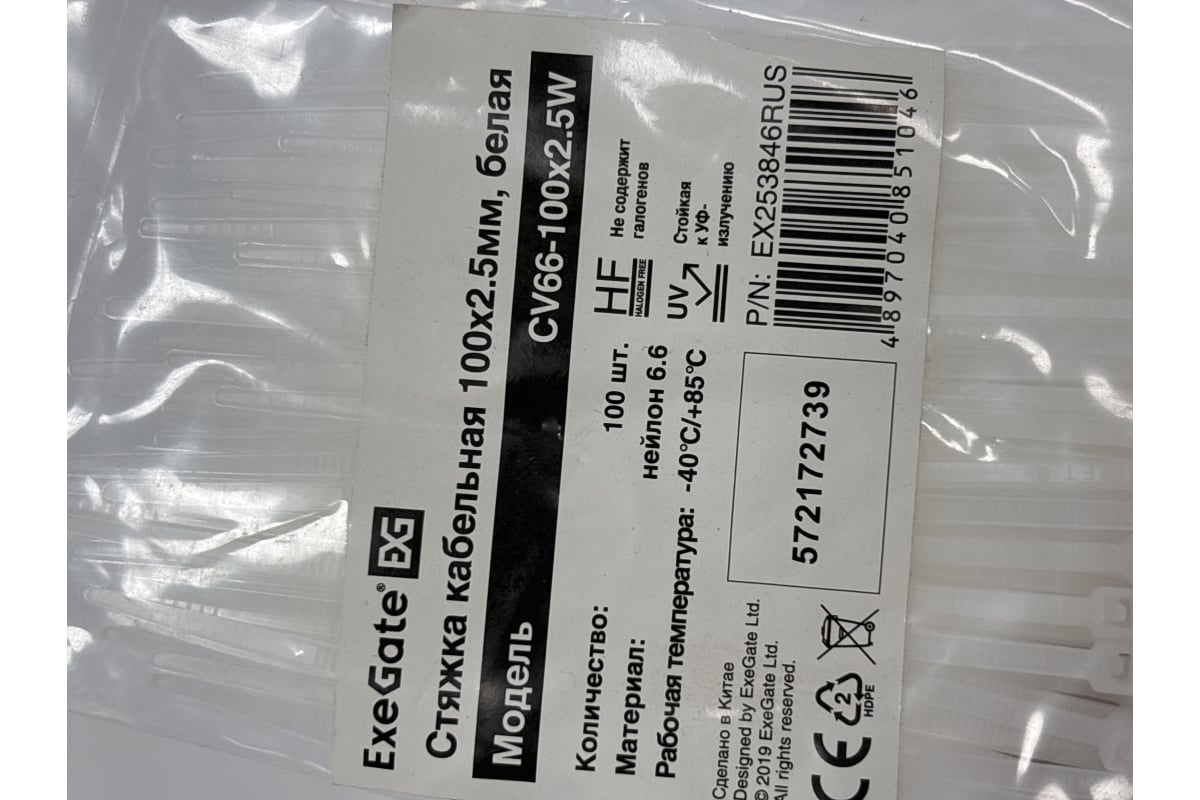 ExeGate® EXG
Стяжка кабельная 100x2.5мм, белая
Модель CV66-100x2.5W
Количество: 100 шт.
Материал: нейлон 6.6
Рабочая температура: -40°C/+85°C
HF
HALOGEN FREE
Не содержит
галогенов
UV
Стойкая
к УФ-
излучению
Сделано в Китае
Designed by ExeGate Ltd.
© 2019 ExeGate Ltd.
All rights reserved.
CE
2
HDPE
572172739
P/N: EX253846RUS
4 897040 851046